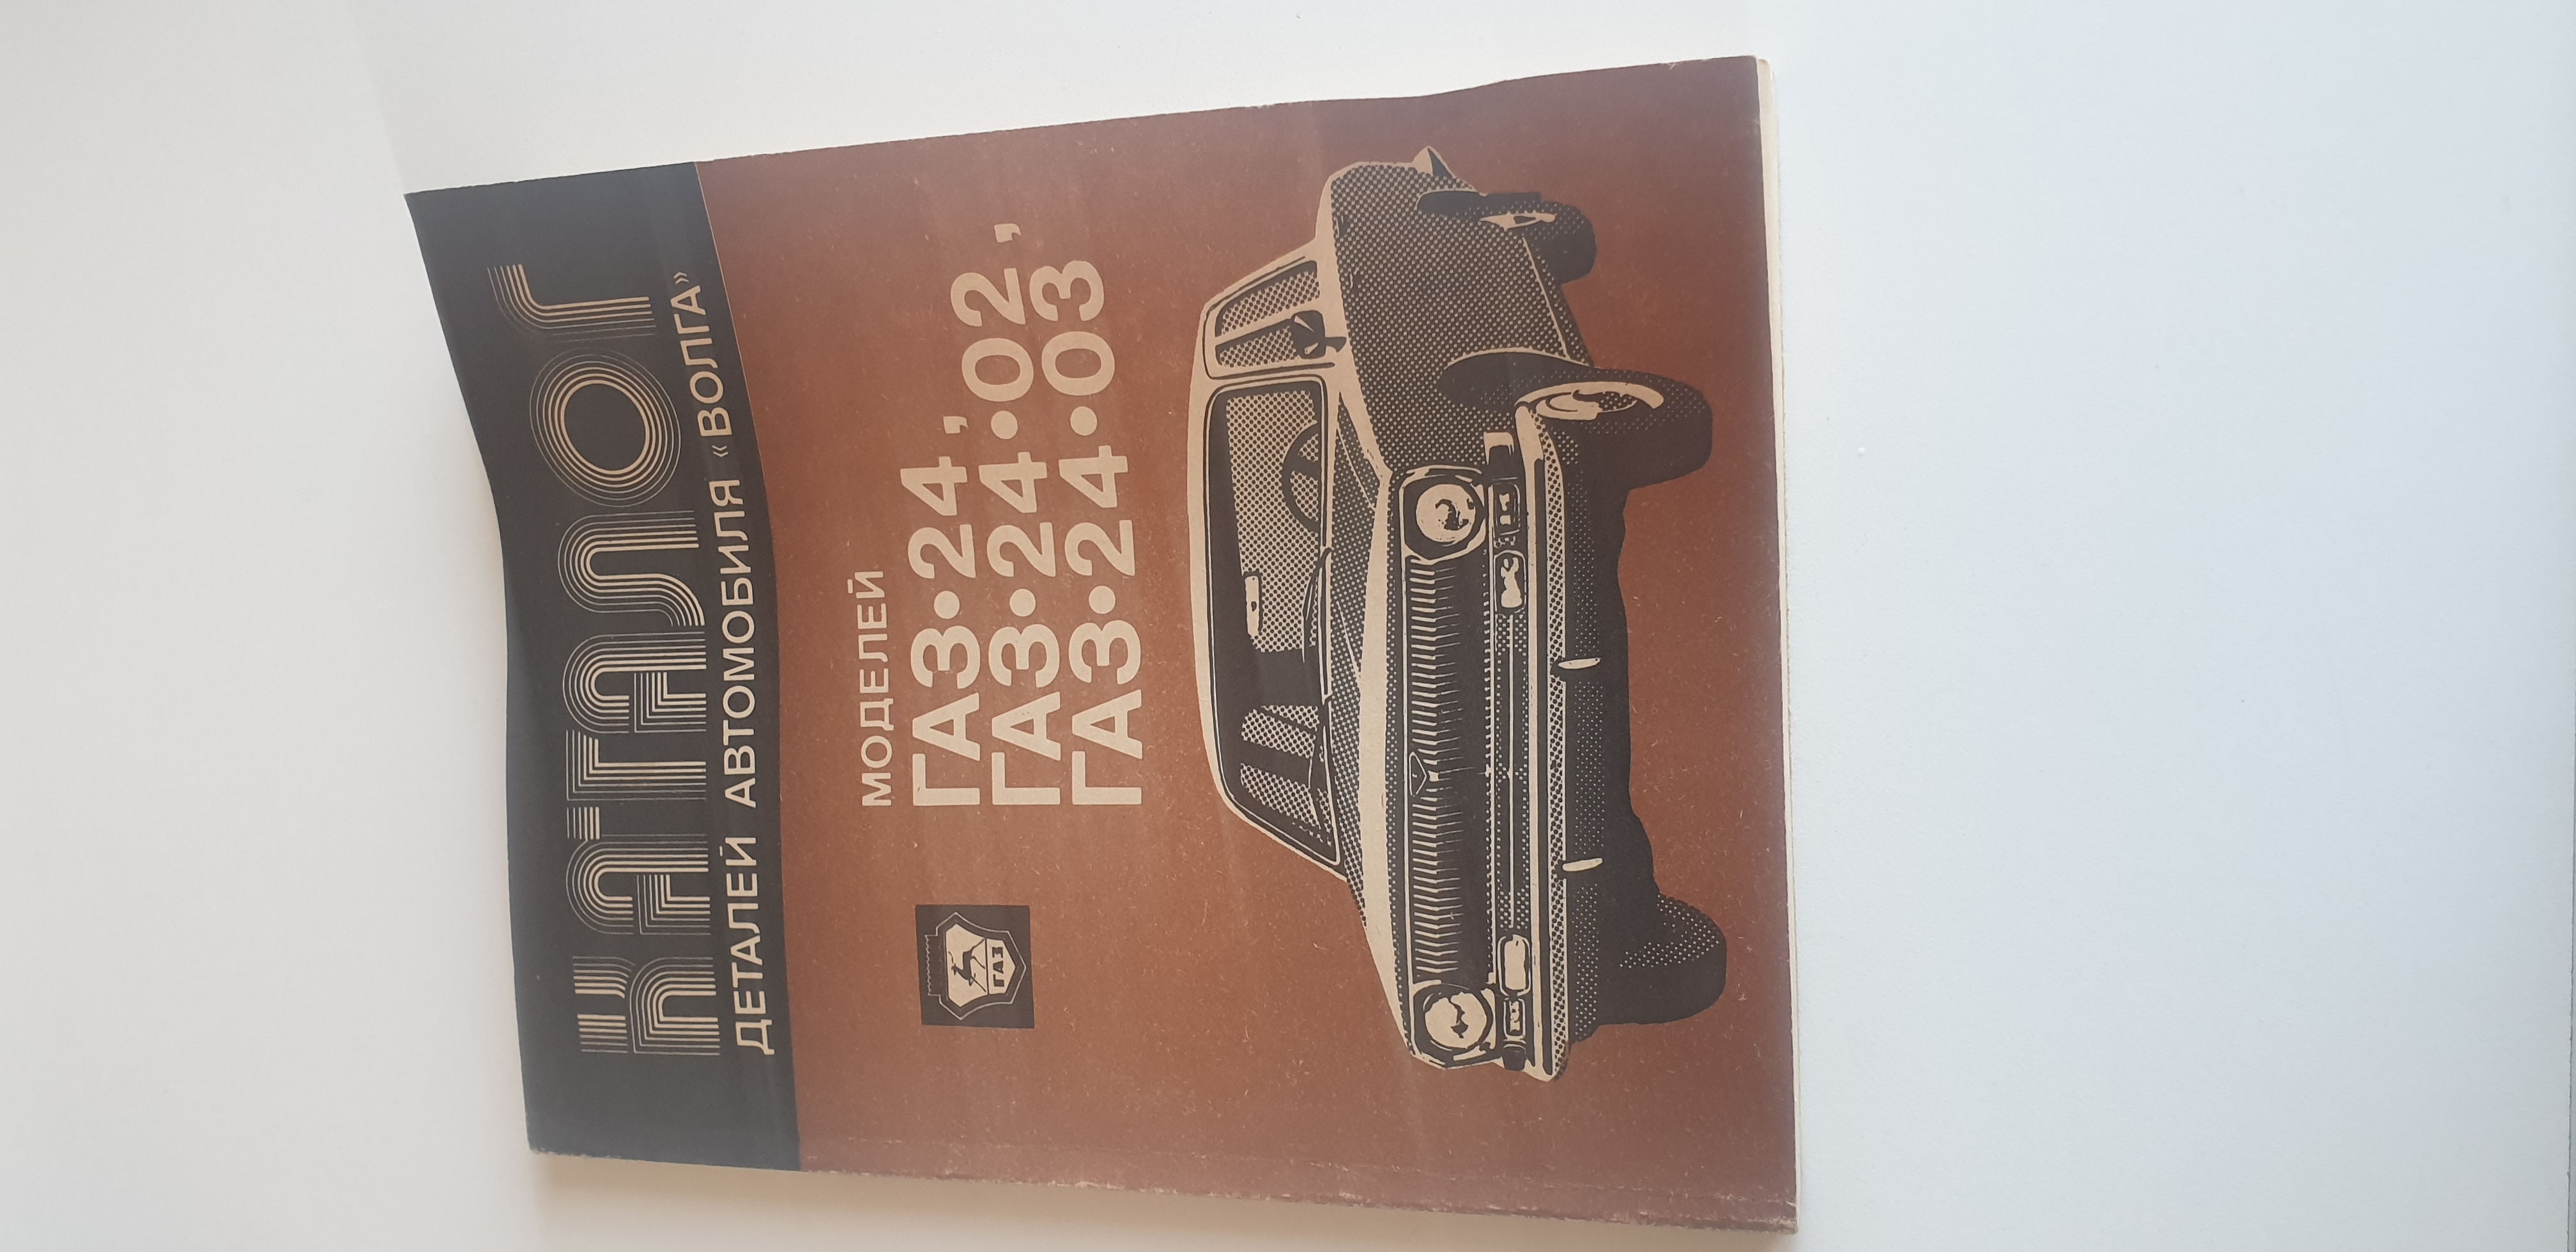 КАТАЛОГ
ДЕТАЛЕЙ АВТОМОБИЛЯ «ВОЛГА»
МОДЕЛЕЙ
ГАЗ·24,
ГАЗ·24·02,
ГАЗ·24·03
ГАЗ